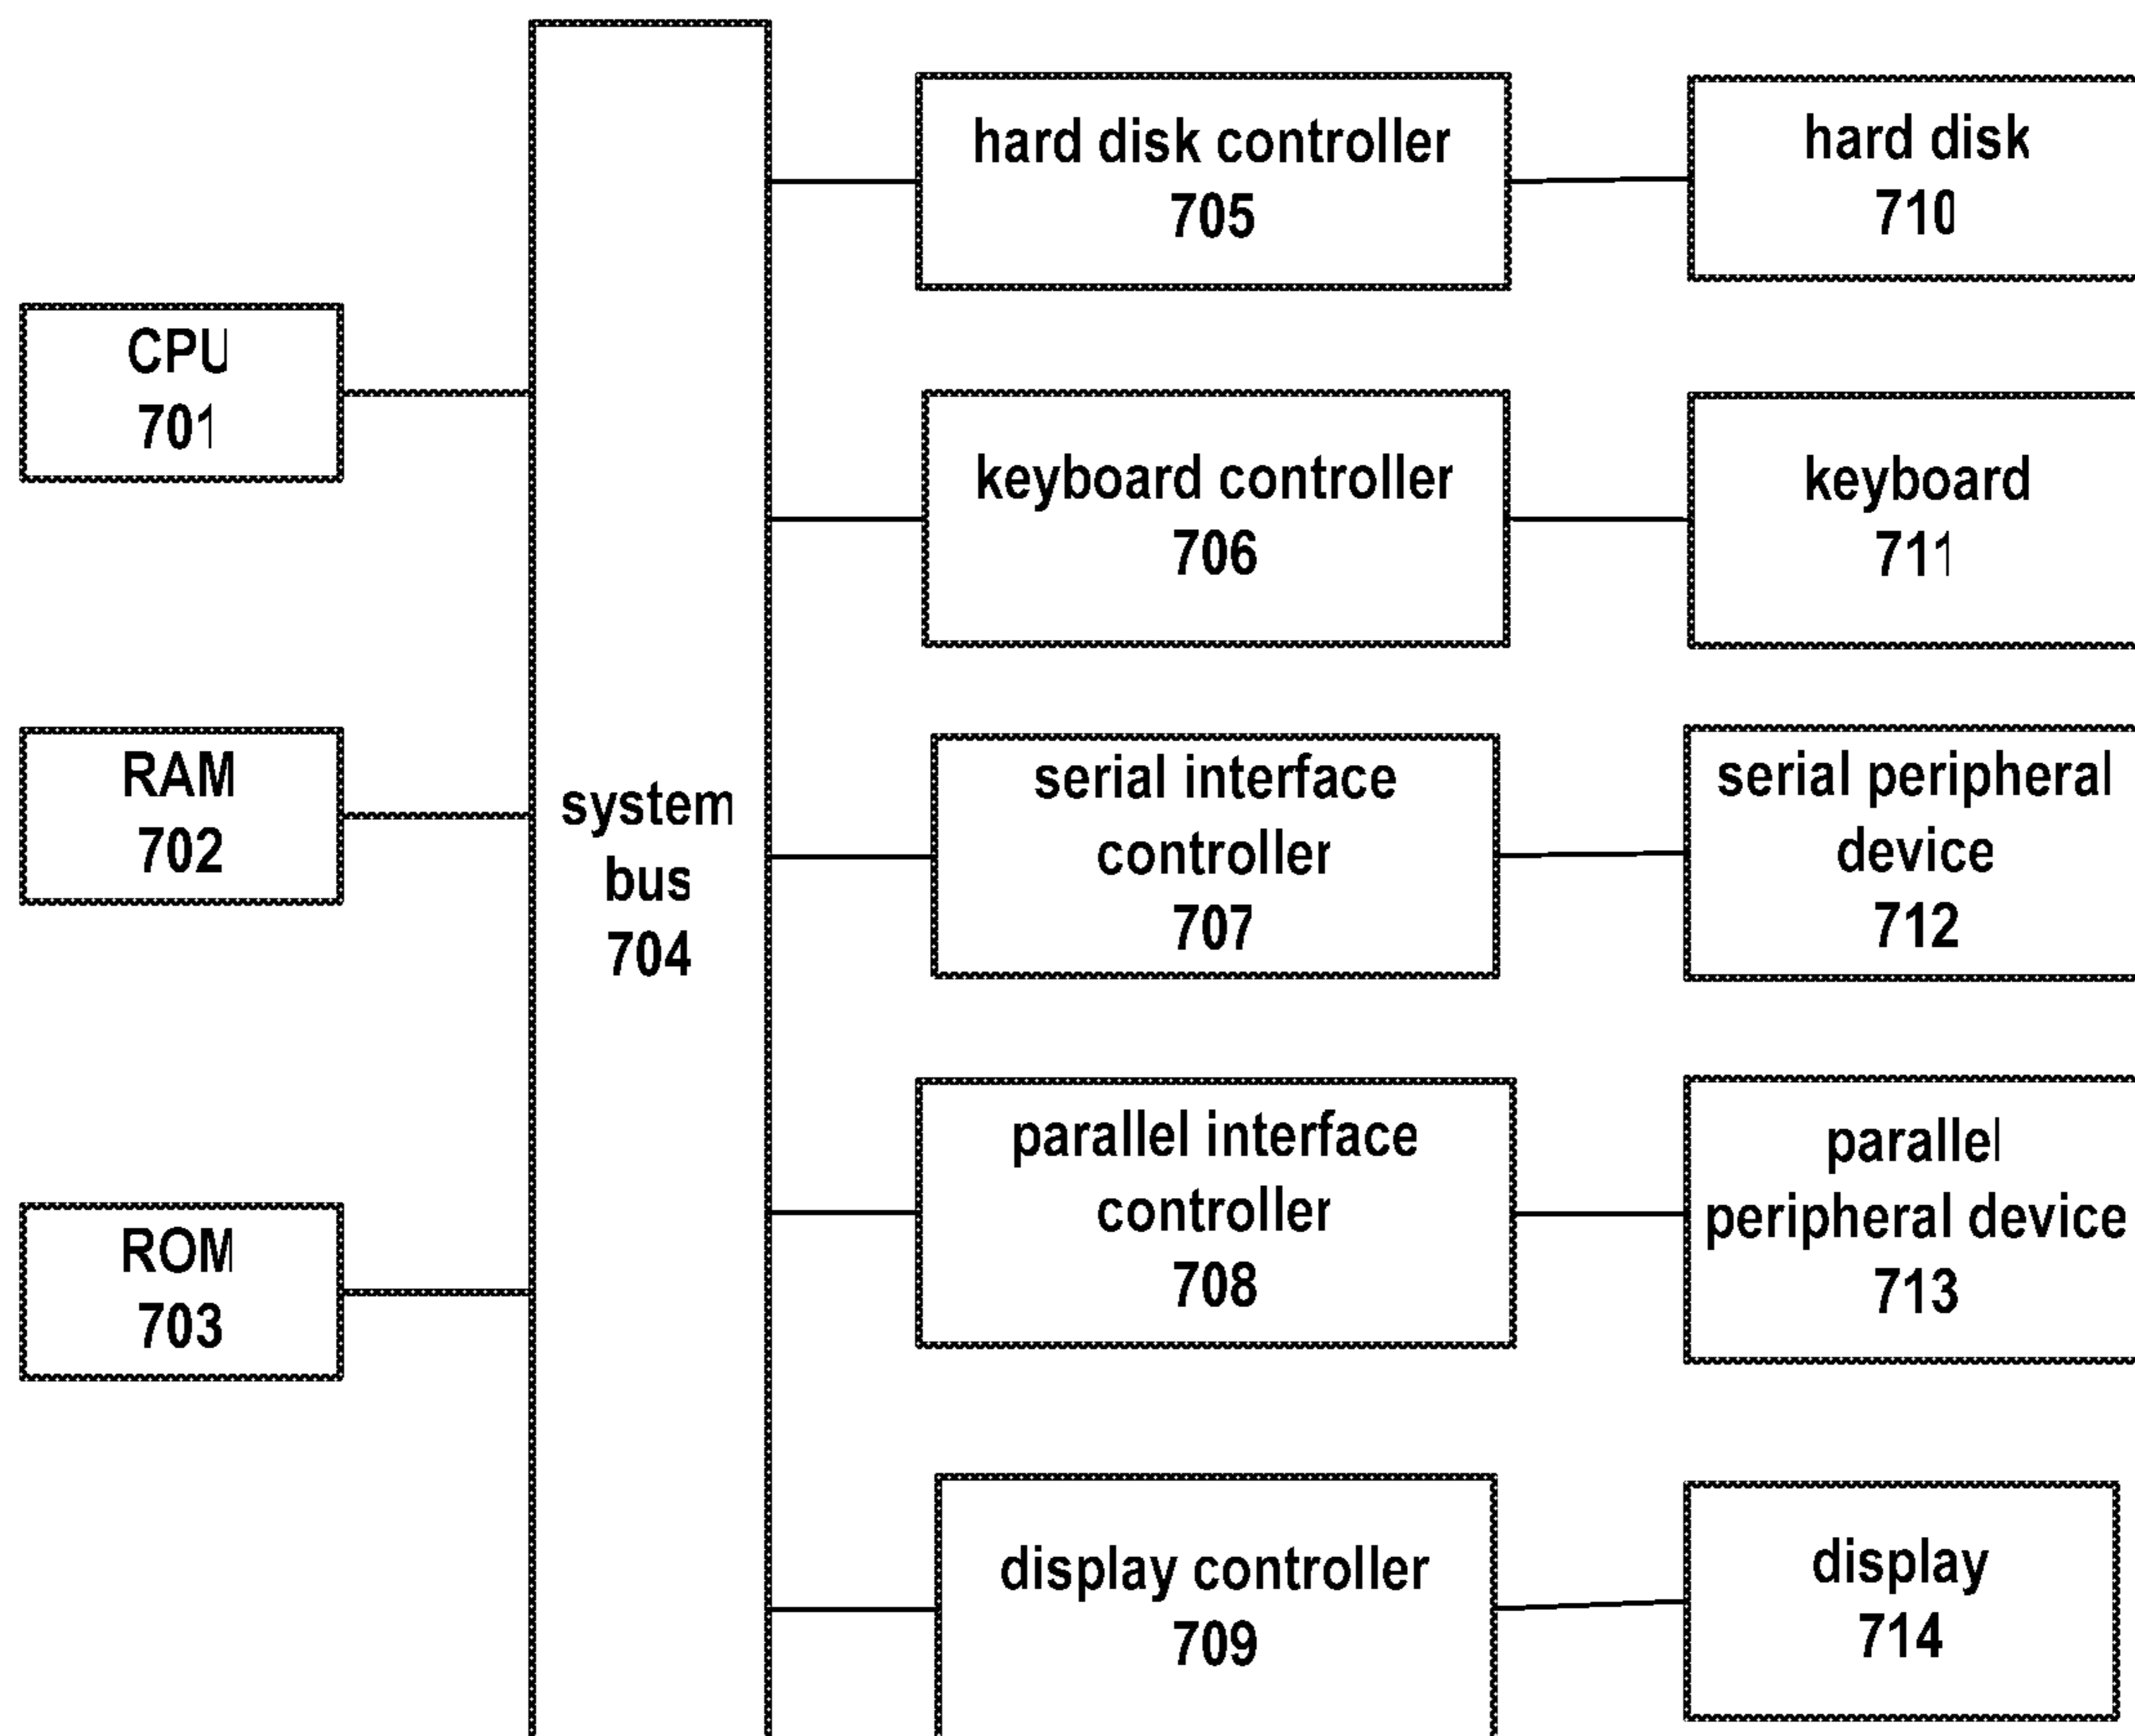 CPU
701
RAM
702
ROM
703
system
bus
704
hard disk controller
705
keyboard controller
706
serial interface
controller
707
parallel interface
controller
708
display controller
709
hard disk
710
keyboard
711
serial peripheral
device
712
parallel
peripheral device
713
display
714